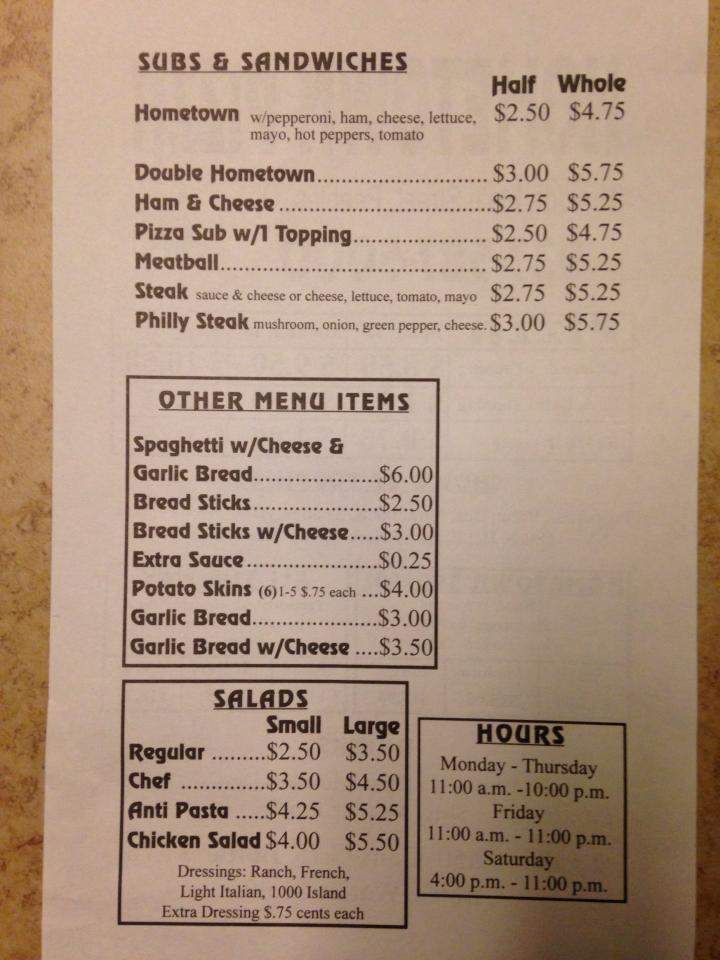 SUBS & SANDWICHES
Half Whole
Hometown w/pepperoni, ham, cheese, lettuce, $2.50 $4.75
mayo, hot peppers, tomato
Double Hometown.............................. $3.00 $5.75
Ham & Cheese .....................................$2.75 $5.25
Pizza Sub w/1 Topping....................... $2.50 $4.75
Meatball.............................................. $2.75 $5.25
Steak sauce & cheese or cheese, lettuce, tomato, mayo $2.75 $5.25
Philly Steak mushroom, onion, green pepper, cheese. $3.00 $5.75
OTHER MENU ITEMS
Spaghetti w/Cheese &
Garlic Bread......................$6.00
Bread Sticks......................$2.50
Bread Sticks w/Cheese.....$3.00
Extra Sauce.......................$0.25
Potato Skins (6)1-5 $.75 each ...$4.00
Garlic Bread......................$3.00
Garlic Bread w/Cheese ....$3.50
SALADS
Small Large
Regular .........$2.50 $3.50
Chef ..............$3.50 $4.50
Anti Pasta .....$4.25 $5.25
Chicken Salad $4.00 $5.50
Dressings: Ranch, French,
Light Italian, 1000 Island
Extra Dressing $.75 cents each
HOURS
Monday - Thursday
11:00 a.m. -10:00 p.m.
Friday
11:00 a.m. - 11:00 p.m.
Saturday
4:00 p.m. - 11:00 p.m.